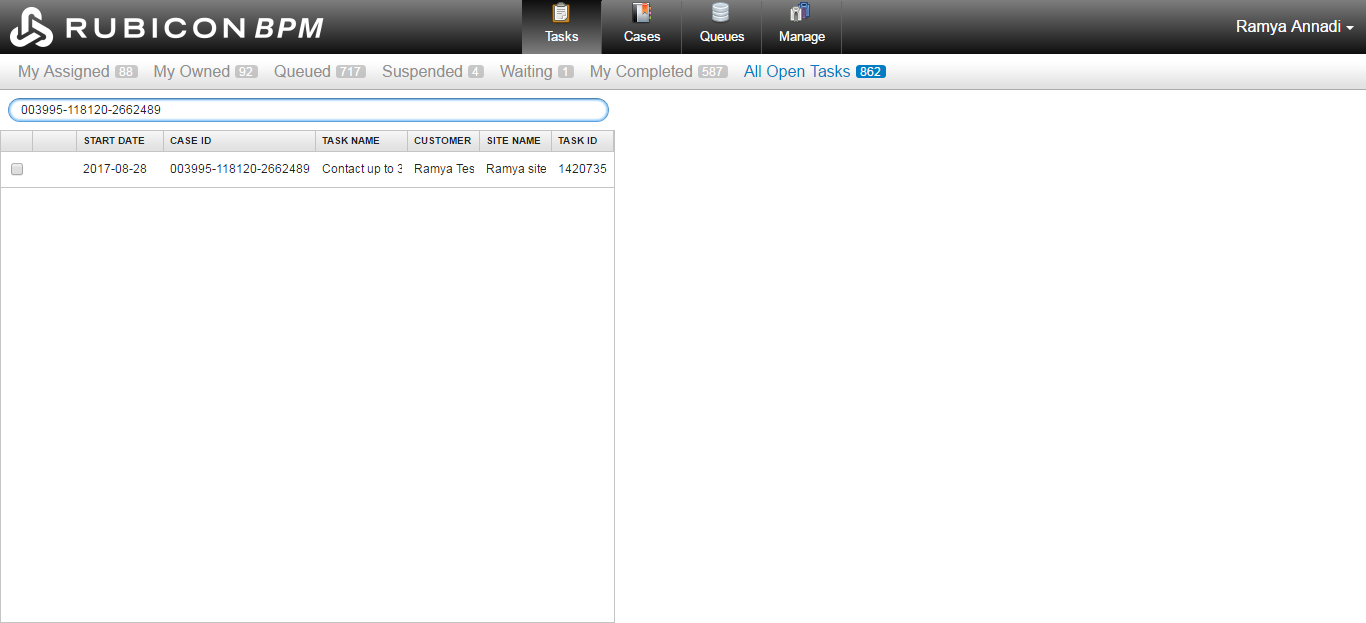 RUBICON BPM
Tasks Cases Queues Manage
Ramya Annadi
My Assigned 88 My Owned 92 Queued 717 Suspended 4 Waiting 1 My Completed 587 All Open Tasks 862
003995-118120-2662489
START DATE CASE ID TASK NAME CUSTOMER SITE NAME TASK ID
2017-08-28 003995-118120-2662489 Contact up to 3 Ramya Tes Ramya site 1420735